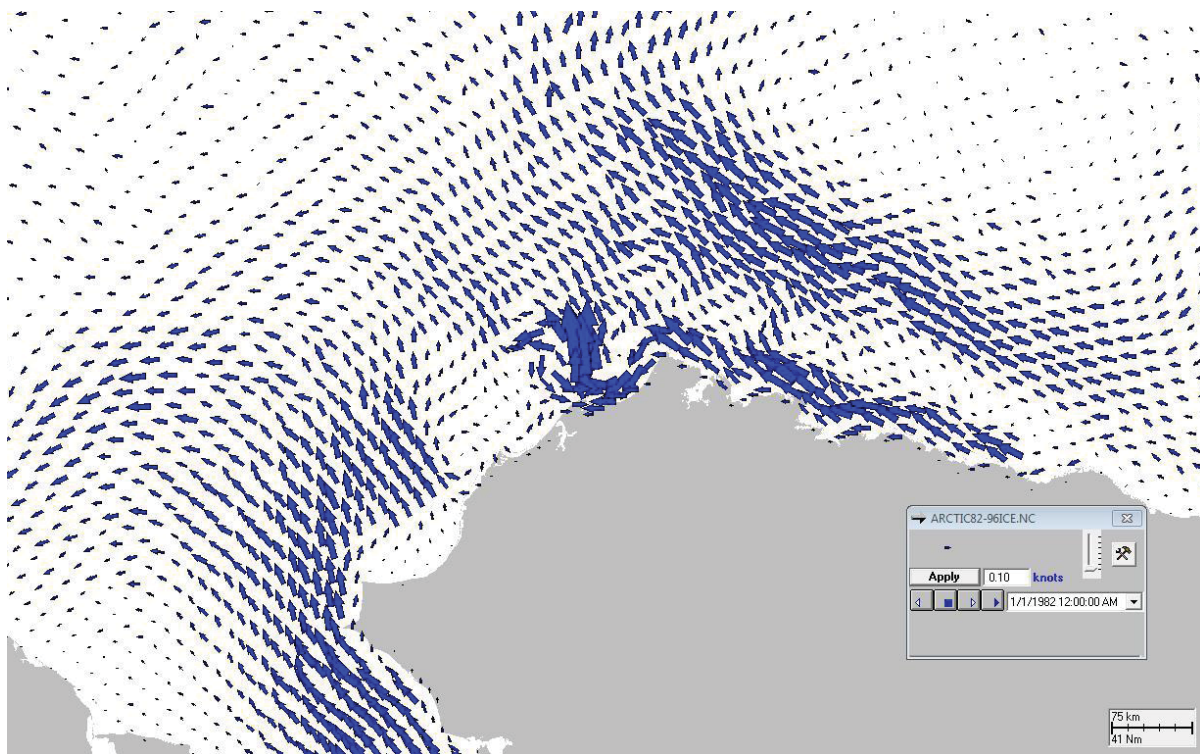 ARCTIC82-96ICE.NC
Apply 0.10 knots
1/1/1982 12:00:00 AM
75 km
41 Nm